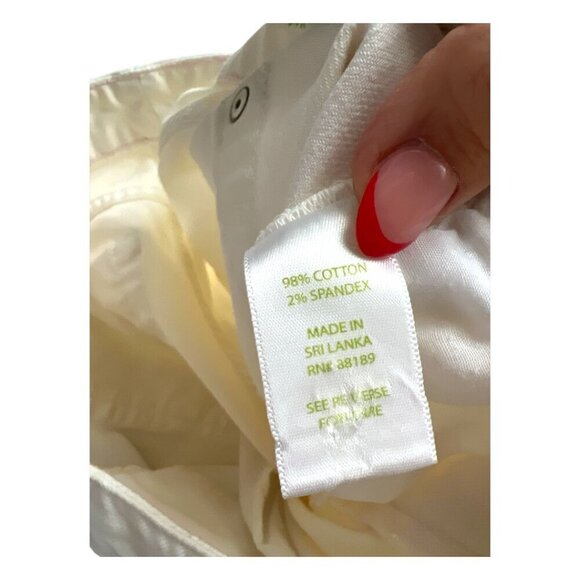 98% COTTON
2% SPANDEX
MADE IN
SRI LANKA
RN# 88189
SEE REVERSE
FOR CARE